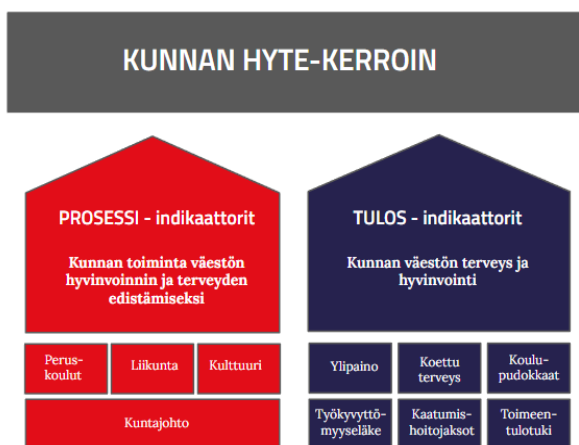 KUNNAN HYTE-KERROIN
PROSESSI - indikaattorit
Kunnan toiminta väestön
hyvinvoinnin ja terveyden
edistämiseksi
Perus-
koulut
Liikunta
Kulttuuri
Kuntajohto
TULOS - indikaattorit
Kunnan väestön terveys ja
hyvinvointi
Ylipaino
Koettu
terveys
Koulu-
pudokkaat
Työkyvyttö-
myyseläke
Kaatumis-
hoitojaksot
Toimeen-
tulotuki